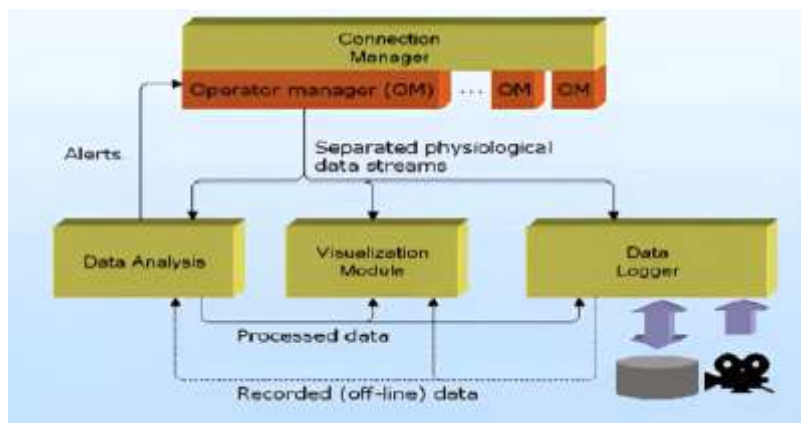 Connection
Manager
Operator manager (OM)
...
OM
OM
Alerts
Separated physiological
data streams
Data Analysis
Visualization
Module
Data
Logger
Processed data
Recorded (off-line) data